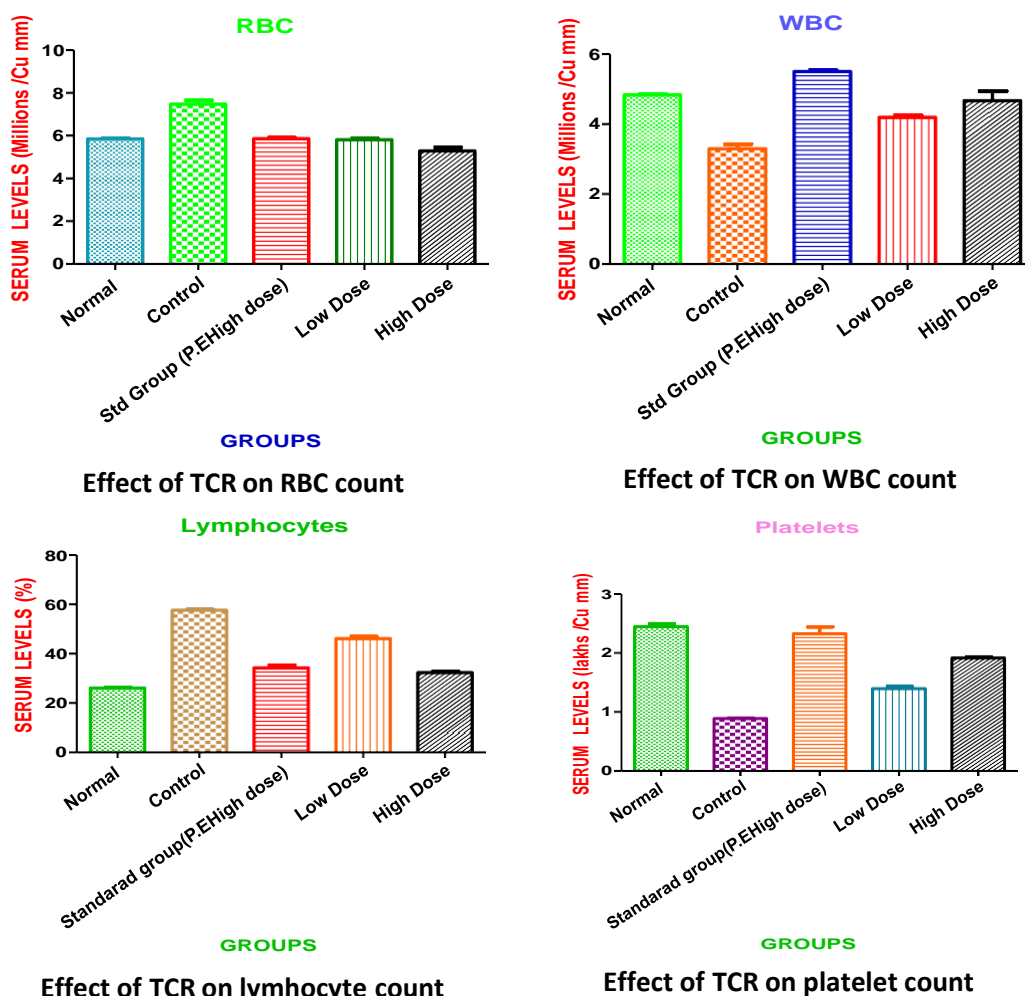 RBC
SERUM LEVELS (Millions /Cu mm)
10
8
6
4
2
0
Normal
Control
Std Group (P.EHigh dose)
Low Dose
High Dose
GROUPS
Effect of TCR on RBC count
WBC
SERUM LEVELS (Millions /Cu mm)
6
4
2
0
Normal
Control
Std Group (P.EHigh dose)
Low Dose
High Dose
GROUPS
Effect of TCR on WBC count
Lymphocytes
SERUM LEVELS (%)
80
60
40
20
0
Normal
Control
Standarad group(P.EHigh dose)
Low Dose
High Dose
GROUPS
Effect of TCR on lymhocyte count
Platelets
SERUM LEVELS (lakhs /Cu mm)
3
2
1
0
Normal
Control
Standarad group(P.EHigh dose)
Low Dose
High Dose
GROUPS
Effect of TCR on platelet count